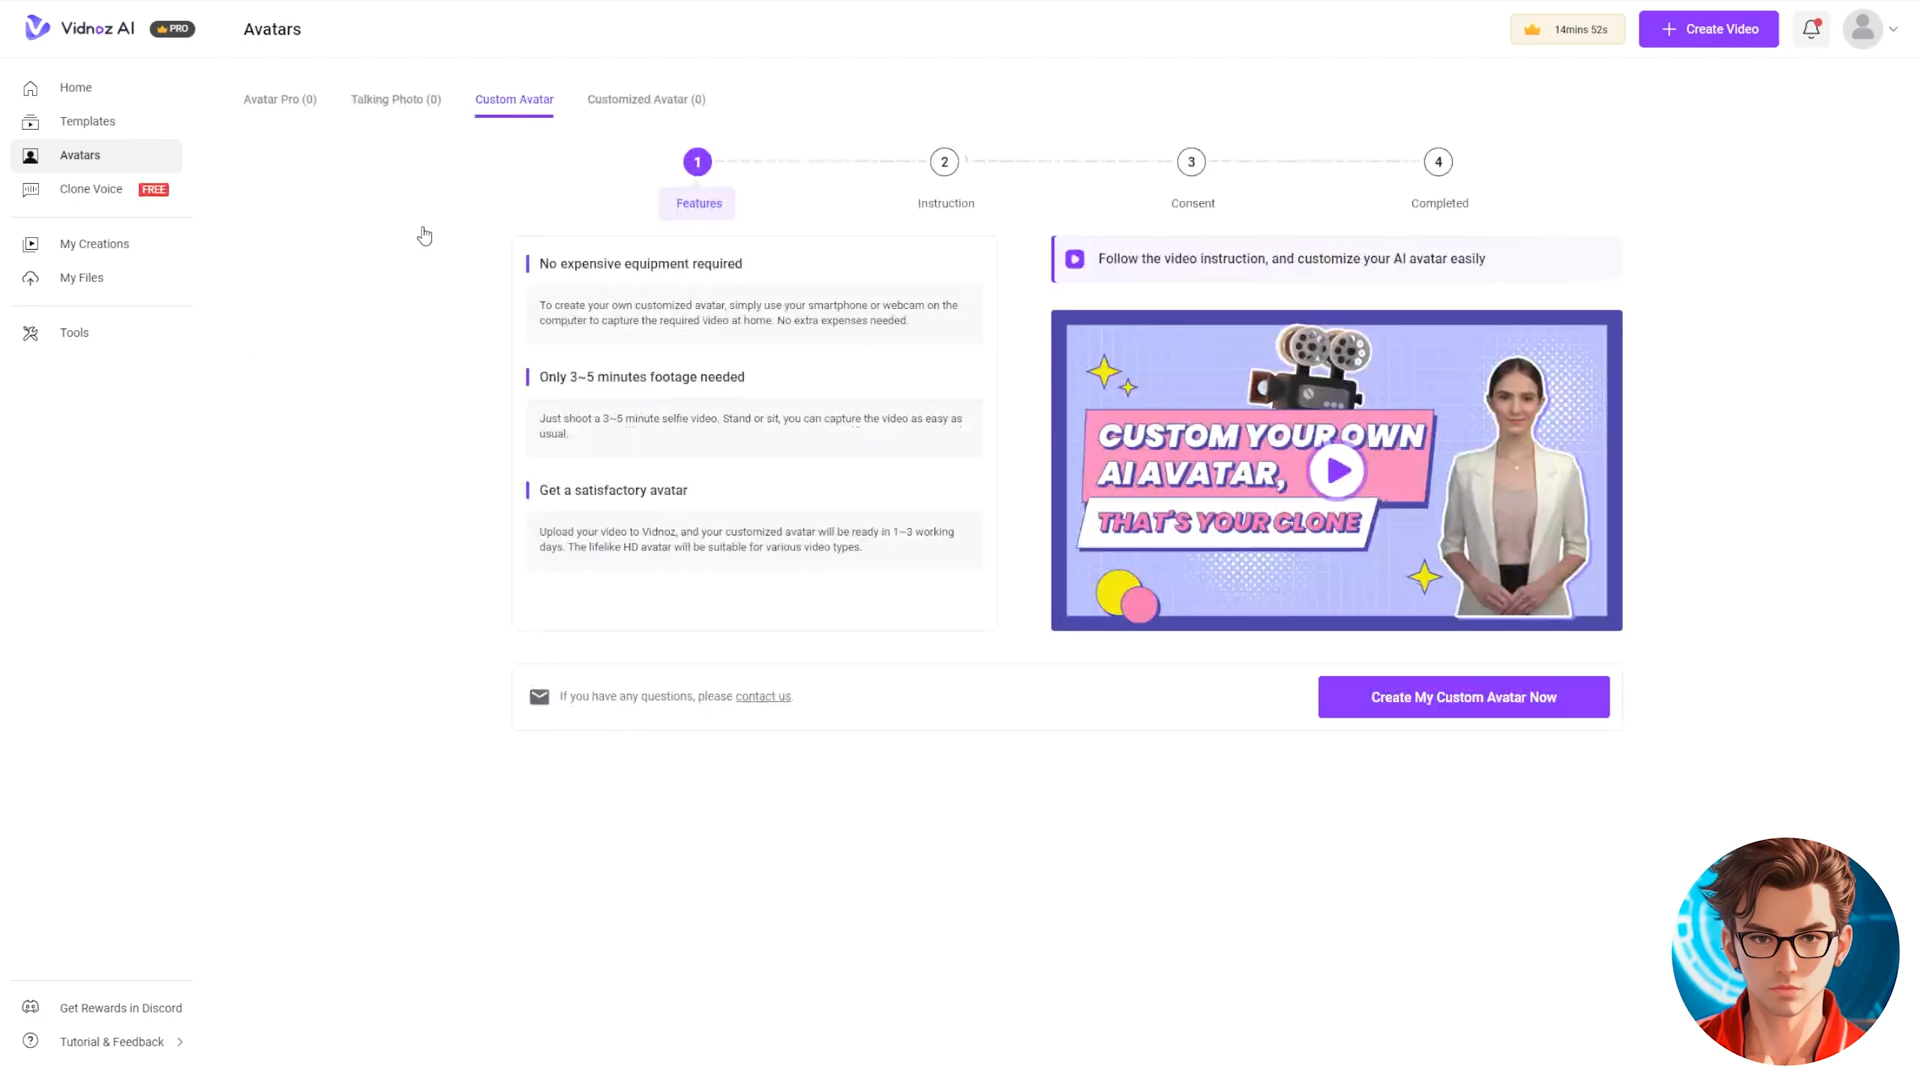 Vidnoz AI PRO
Avatars
14mins 52s
Create Video
Home
Templates
Avatars
Clone Voice FREE
My Creations
My Files
Tools
Get Rewards in Discord
Tutorial & Feedback
Avatar Pro (0) Talking Photo (0) Custom Avatar Customized Avatar (0)
1 2 3 4
Features Instruction Consent Completed
No expensive equipment required
To create your own customized avatar, simply use your smartphone or webcam on the
computer to capture the required video at home. No extra expenses needed.
Only 3~5 minutes footage needed
Just shoot a 3~5 minute selfie video. Stand or sit, you can capture the video as easy as
usual.
Get a satisfactory avatar
Upload your video to Vidnoz, and your customized avatar will be ready in 1~3 working
days. The lifelike HD avatar will be suitable for various video types.
Follow the video instruction, and customize your AI avatar easily
CUSTOM YOUR OWN
AI AVATAR,
THAT'S YOUR CLONE
If you have any questions, please contact us.
Create My Custom Avatar Now